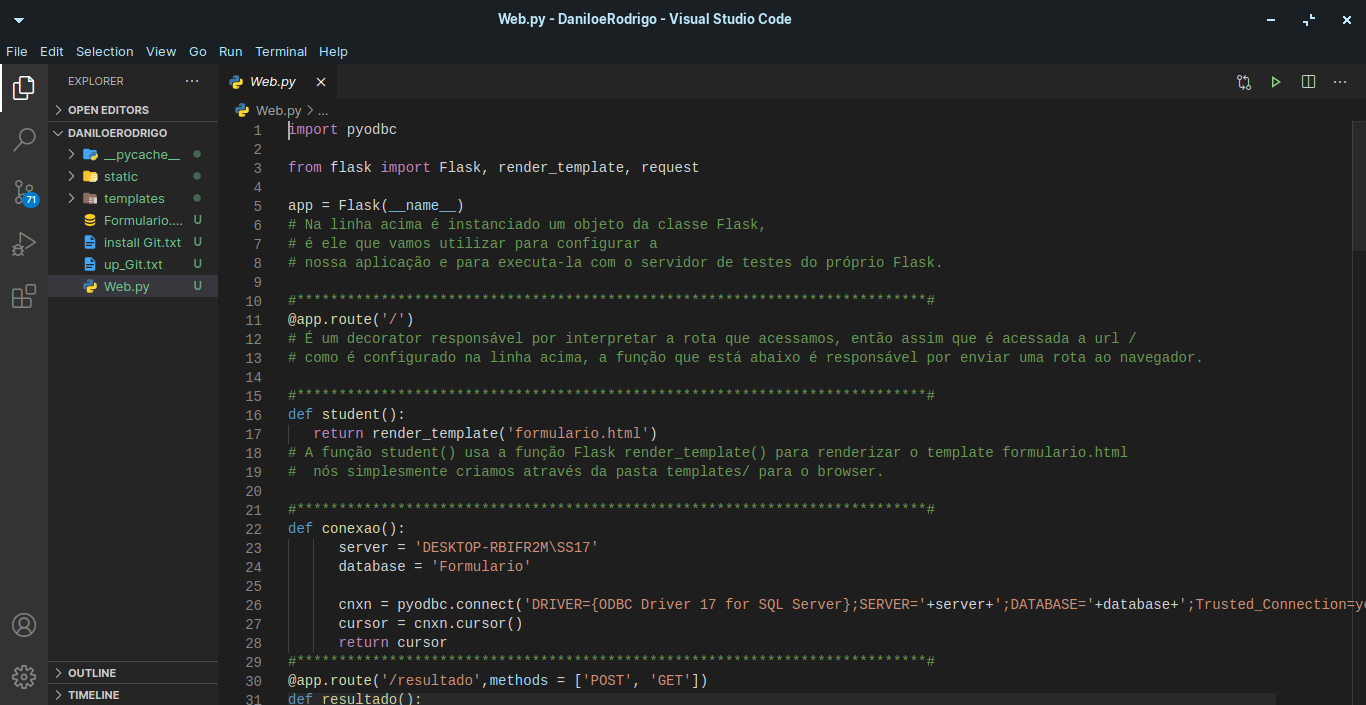 Web.py - DaniloeRodrigo - Visual Studio Code
File Edit Selection View Go Run Terminal Help
EXPLORER ...
OPEN EDITORS
DANILOERODRIGO
__pycache__
static
templates
Formulario.... U
install Git.txt U
up_Git.txt U
Web.py U
71
OUTLINE
TIMELINE
Web.py
Web.py > ...
1 import pyodbc
2
3 from flask import Flask, render_template, request
4
5 app = Flask(__name__)
6 # Na linha acima é instanciado um objeto da classe Flask,
7 # é ele que vamos utilizar para configurar a
8 # nossa aplicação e para executa-la com o servidor de testes do próprio Flask.
9
10 #***************************************************************************#
11 @app.route('/')
12 # É um decorator responsável por interpretar a rota que acessamos, então assim que é acessada a url /
13 # como é configurado na linha acima, a função que está abaixo é responsável por enviar uma rota ao navegador.
14
15 #***************************************************************************#
16 def student():
17 return render_template('formulario.html')
18 # A função student() usa a função Flask render_template() para renderizar o template formulario.html
19 #  nós simplesmente criamos através da pasta templates/ para o browser.
20
21 #***************************************************************************#
22 def conexao():
23 server = 'DESKTOP-RBIFR2M\SS17'
24 database = 'Formulario'
25
26 cnxn = pyodbc.connect('DRIVER={ODBC Driver 17 for SQL Server};SERVER='+server+';DATABASE='+database+';Trusted_Connection=y
27 cursor = cnxn.cursor()
28 return cursor
29 #***************************************************************************#
30 @app.route('/resultado',methods = ['POST', 'GET'])
31 def resultado():